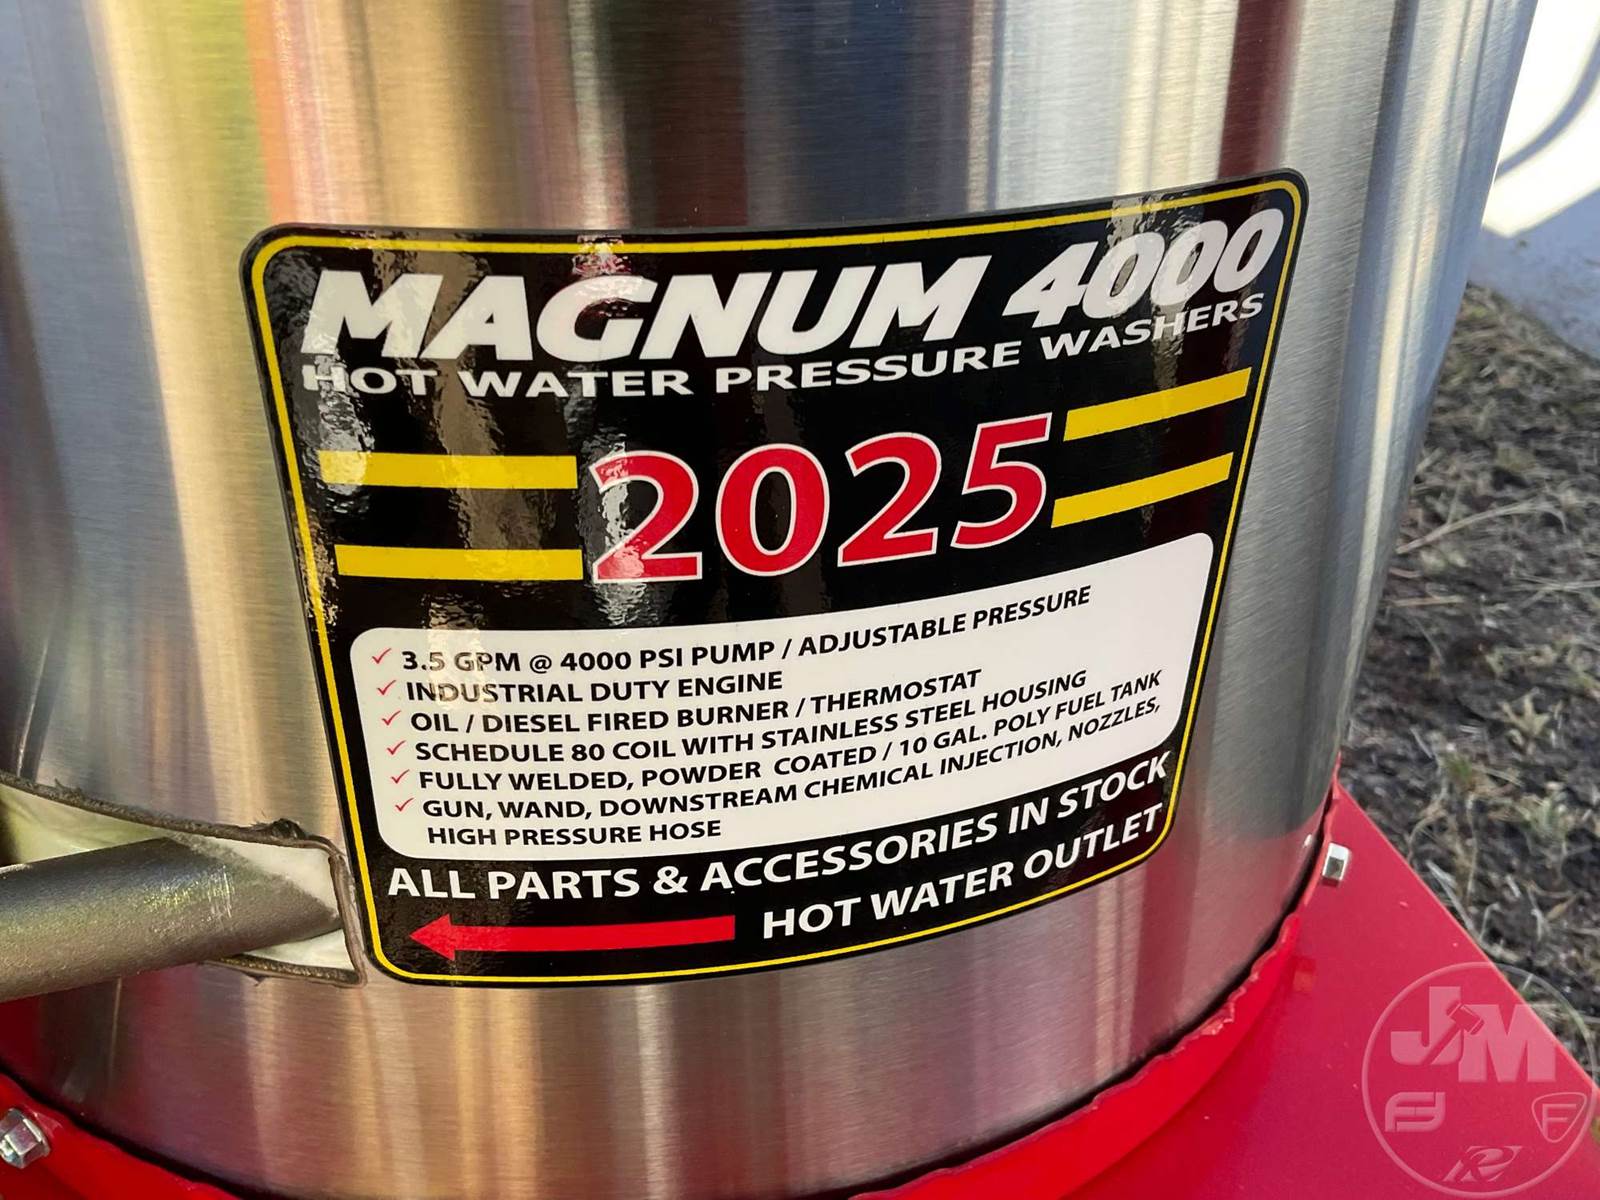 MAGNUM 4000
HOT WATER PRESSURE WASHERS
2025
✓ 3.5 GPM @ 4000 PSI PUMP / ADJUSTABLE PRESSURE
✓ INDUSTRIAL DUTY ENGINE
✓ OIL / DIESEL FIRED BURNER / THERMOSTAT
✓ SCHEDULE 80 COIL WITH STAINLESS STEEL HOUSING
✓ FULLY WELDED, POWDER COATED / 10 GAL. POLY FUEL TANK
✓ GUN, WAND, DOWNSTREAM CHEMICAL INJECTION, NOZZLES,
HIGH PRESSURE HOSE
ALL PARTS & ACCESSORIES IN STOCK
HOT WATER OUTLET
JM